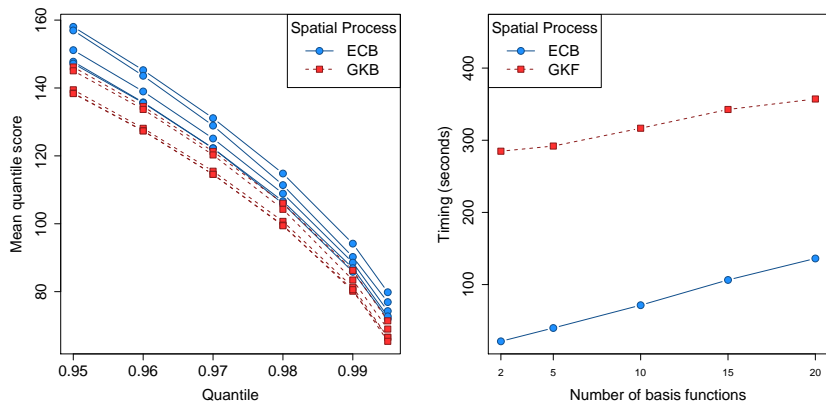 160
140
120
100
80
Mean quantile score
0.95
0.96
0.97
0.98
0.99
Quantile
Spatial Process
ECB
GKB
400
300
200
100
Timing (seconds)
2
5
10
15
20
Number of basis functions
Spatial Process
ECB
GKF